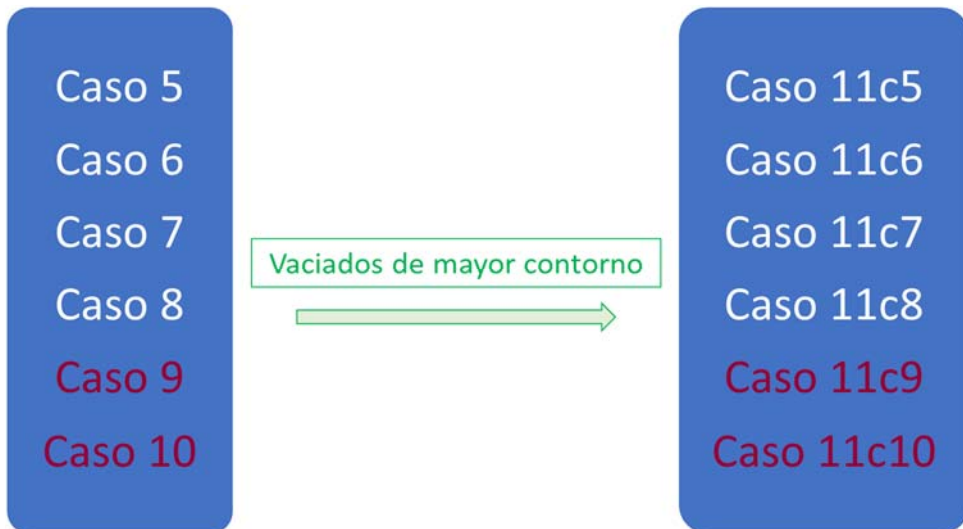 Caso 5
Caso 6
Caso 7
Caso 8
Caso 9
Caso 10
Vaciados de mayor contorno
Caso 11c5
Caso 11c6
Caso 11c7
Caso 11c8
Caso 11c9
Caso 11c10